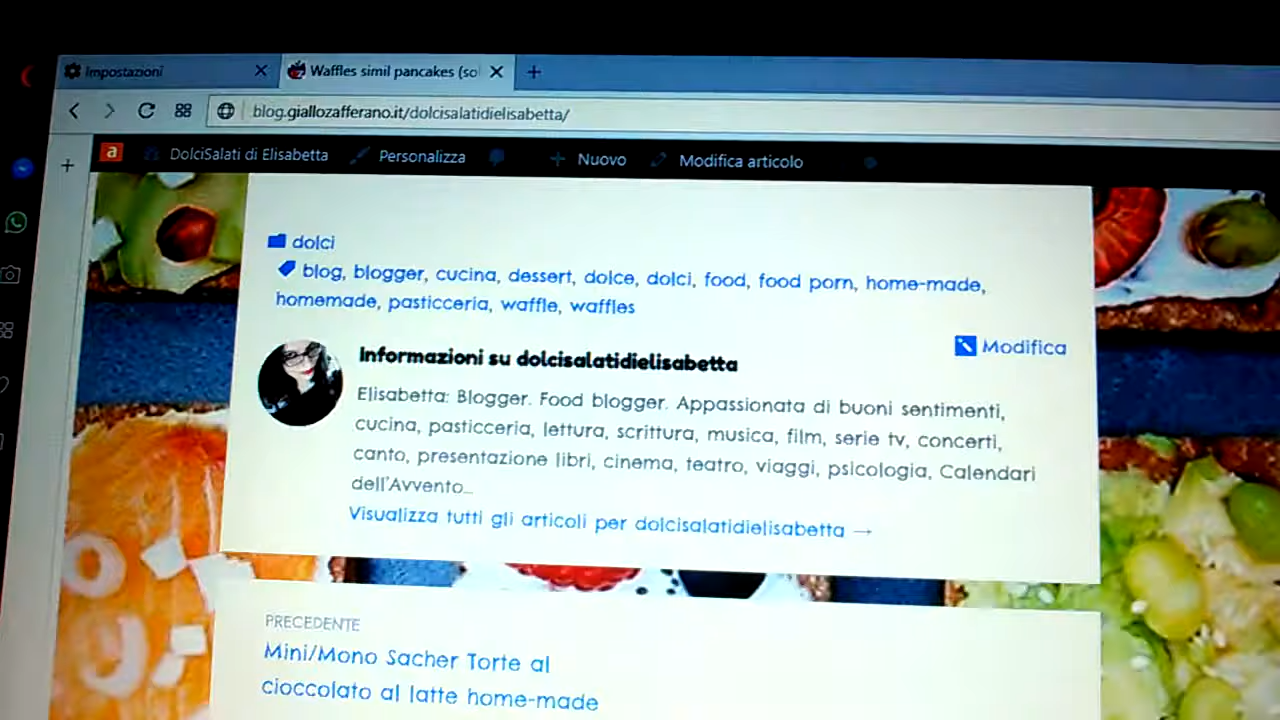 Impostazioni
Waffles simil pancakes (so
blog.giallozafferano.it/dolcisalatidielisabetta/
a DolciSalati di Elisabetta Personalizza Nuovo Modifica articolo
dolci
blog, blogger, cucina, dessert, dolce, dolci, food, food porn, home-made,
homemade, pasticceria, waffle, waffles
Modifica
Informazioni su dolcisalatidielisabetta
Elisabetta: Blogger. Food blogger. Appassionata di buoni sentimenti,
cucina, pasticceria, lettura, scrittura, musica, film, serie tv, concerti,
canto, presentazione libri, cinema, teatro, viaggi, psicologia, Calendari
dell'Avvento...
Visualizza tutti gli articoli per dolcisalatidielisabetta →
PRECEDENTE
Mini/Mono Sacher Torte al
cioccolato al latte home-made